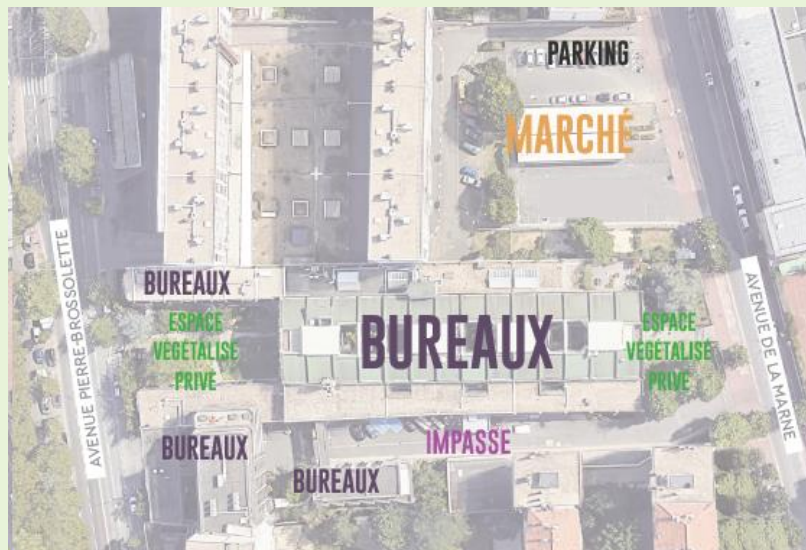 PARKING
MARCHÉ
BUREAUX
ESPACE
VÉGÉTALISÉ
PRIVÉ
BUREAUX
ESPACE
VÉGÉTALISÉ
PRIVÉ
AVENUE PIERRE-BROSSOLETTE
AVENUE DE LA MARNE
BUREAUX
IMPASSE
BUREAUX